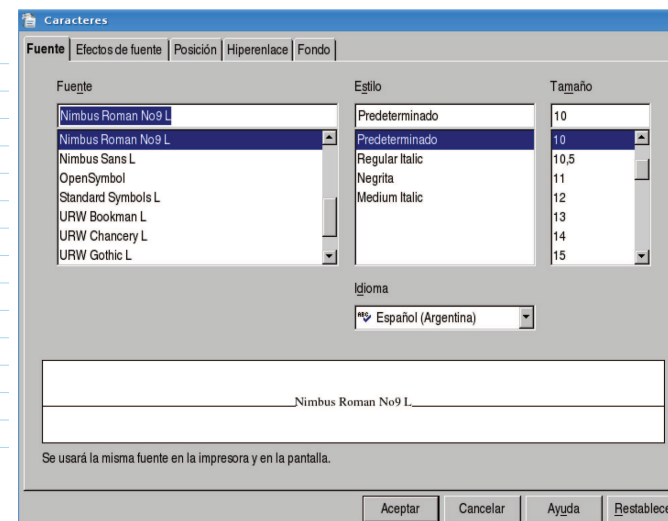 Caracteres
Fuente Efectos de fuente Posición Hiperenlace Fondo
Fuente Estilo Tamaño
Nimbus Roman No9 L Predeterminado 10
Nimbus Roman No9 L Predeterminado 10
Nimbus Sans L Regular Italic 10,5
OpenSymbol Negrita 11
Standard Symbols L Medium Italic 12
URW Bookman L 13
URW Chancery L 14
URW Gothic L 15
Idioma
ABC Español (Argentina)
Nimbus Roman No9 L
Se usará la misma fuente en la impresora y en la pantalla.
Aceptar Cancelar Ayuda Restablece